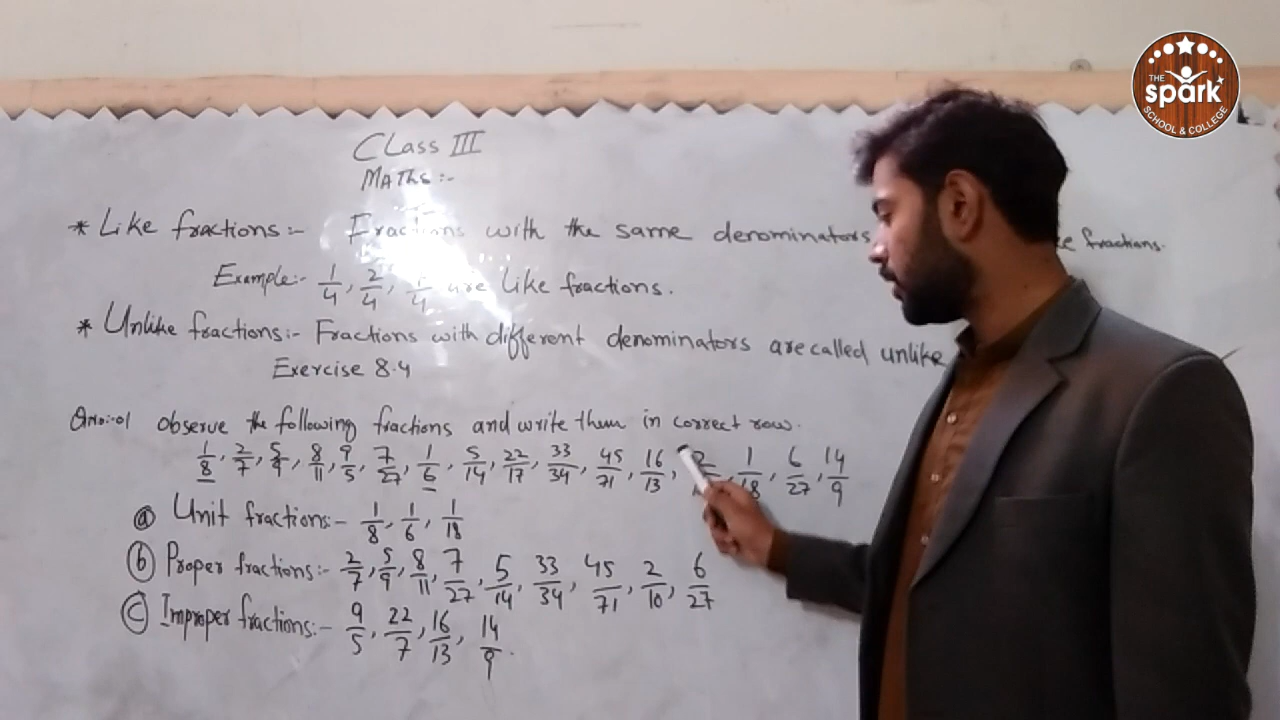 THE
spark
SCHOOL & COLLEGE
Class III
Maths :-
* Like fractions:- Fractions with the same denominators fractions.
Example:- 1/4, 2/4, /4 are Like fractions.
* Unlike fractions:- Fractions with different denominators are called unlike
Exercise 8.4
Qno:-01 observe the following fractions and write them in correct row.
1/8, 2/7, 5/9, 8/11, 9/5, 7/27, 1/6, 5/14, 22/17, 33/34, 45/71, 16/13, 1/18, 6/27, 14/9
(a) Unit fractions:- 1/8, 1/6, 1/18
(b) Proper fractions:- 2/7, 5/9, 8/11, 7/27, 5/14, 33/34, 45/71, 2/10, 6/27
(c) Improper fractions:- 9/5, 22/7, 16/13, 14/9.